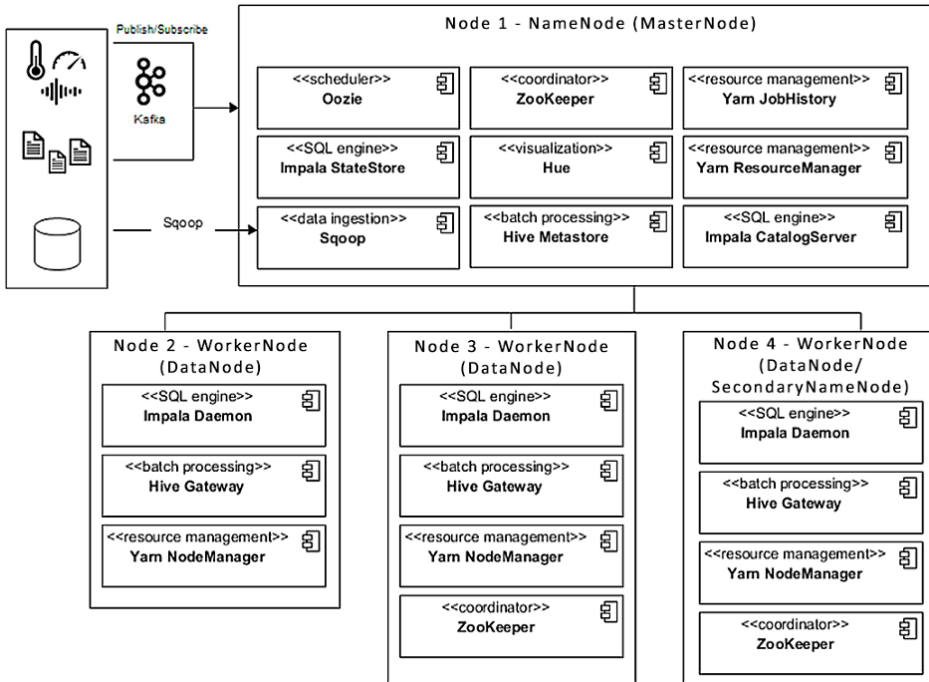 Publish/Subscribe
Kafka
Sqoop
Node 1 - NameNode (MasterNode)
<<scheduler>>
Oozie
<<coordinator>>
ZooKeeper
<<resource management>>
Yarn JobHistory
<<SQL engine>>
Impala StateStore
<<visualization>>
Hue
<<resource management>>
Yarn ResourceManager
<<data ingestion>>
Sqoop
<<batch processing>>
Hive Metastore
<<SQL engine>>
Impala CatalogServer
Node 2 - WorkerNode
(DataNode)
<<SQL engine>>
Impala Daemon
<<batch processing>>
Hive Gateway
<<resource management>>
Yarn NodeManager
Node 3 - WorkerNode
(DataNode)
<<SQL engine>>
Impala Daemon
<<batch processing>>
Hive Gateway
<<resource management>>
Yarn NodeManager
<<coordinator>>
ZooKeeper
Node 4 - WorkerNode
(DataNode/
SecondaryNameNode)
<<SQL engine>>
Impala Daemon
<<batch processing>>
Hive Gateway
<<resource management>>
Yarn NodeManager
<<coordinator>>
ZooKeeper